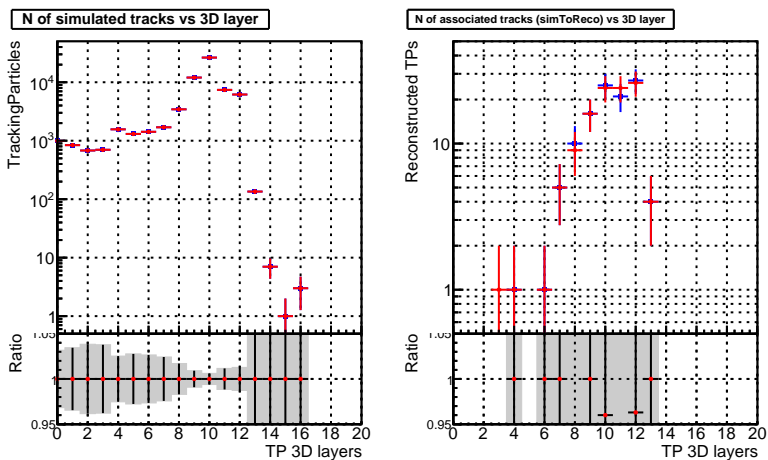 N of simulated tracks vs 3D layer
TrackingParticles
10^4
10^3
10^2
10
1
Ratio
1.05
1
0.95
0 2 4 6 8 10 12 14 16 18 20
TP 3D layers
N of associated tracks (simToReco) vs 3D layer
Reconstructed TPs
10
1
Ratio
1.05
1
0.95
0 2 4 6 8 10 12 14 16 18 20
TP 3D layers